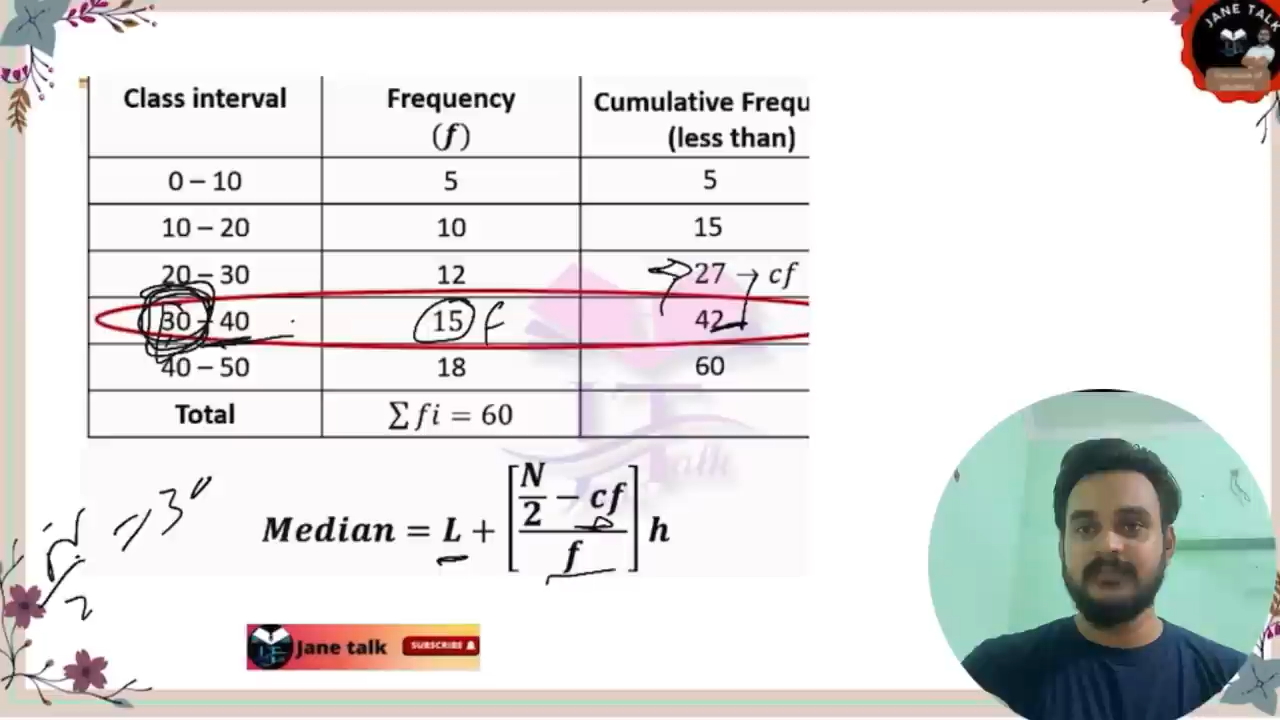 JANE TALK
Class interval Frequency (f) Cumulative Frequ (less than)
0 – 10 5 5
10 – 20 10 15
20 – 30 12 27 → cf
30 – 40 15 f 42
40 – 50 18 60
Total ∑ fi = 60
Median = L + [N/2 − cf / f] h
N/2 => 30
Jane talk SUBSCRIBE